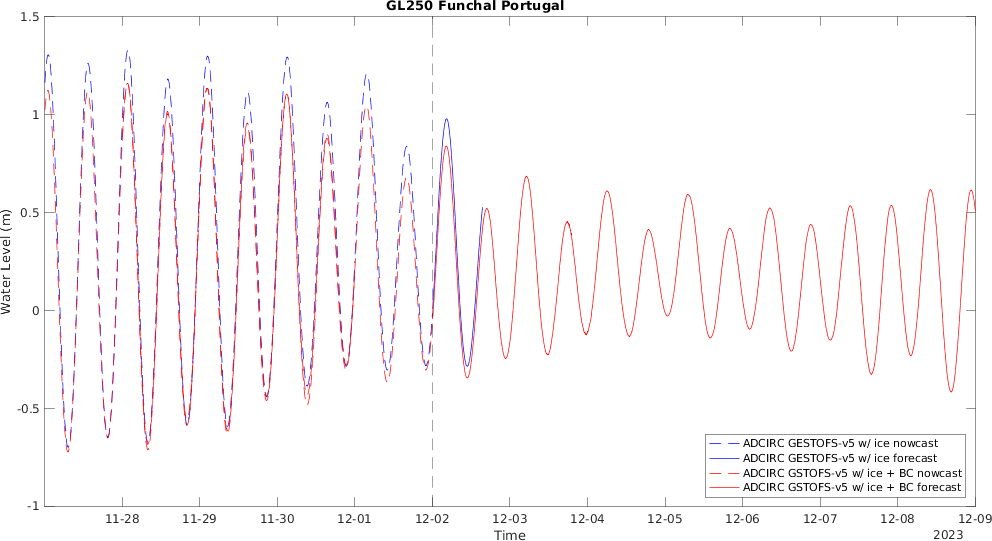 GL250 Funchal Portugal
1.5
1
0.5
0
-0.5
-1
Water Level (m)
ADCIRC GESTOFS-v5 w/ ice nowcast
ADCIRC GESTOFS-v5 w/ ice forecast
ADCIRC GSTOFS-v5 w/ ice + BC nowcast
ADCIRC GSTOFS-v5 w/ ice + BC forecast
11-28 11-29 11-30 12-01 12-02 12-03 12-04 12-05 12-06 12-07 12-08 12-09
Time 2023